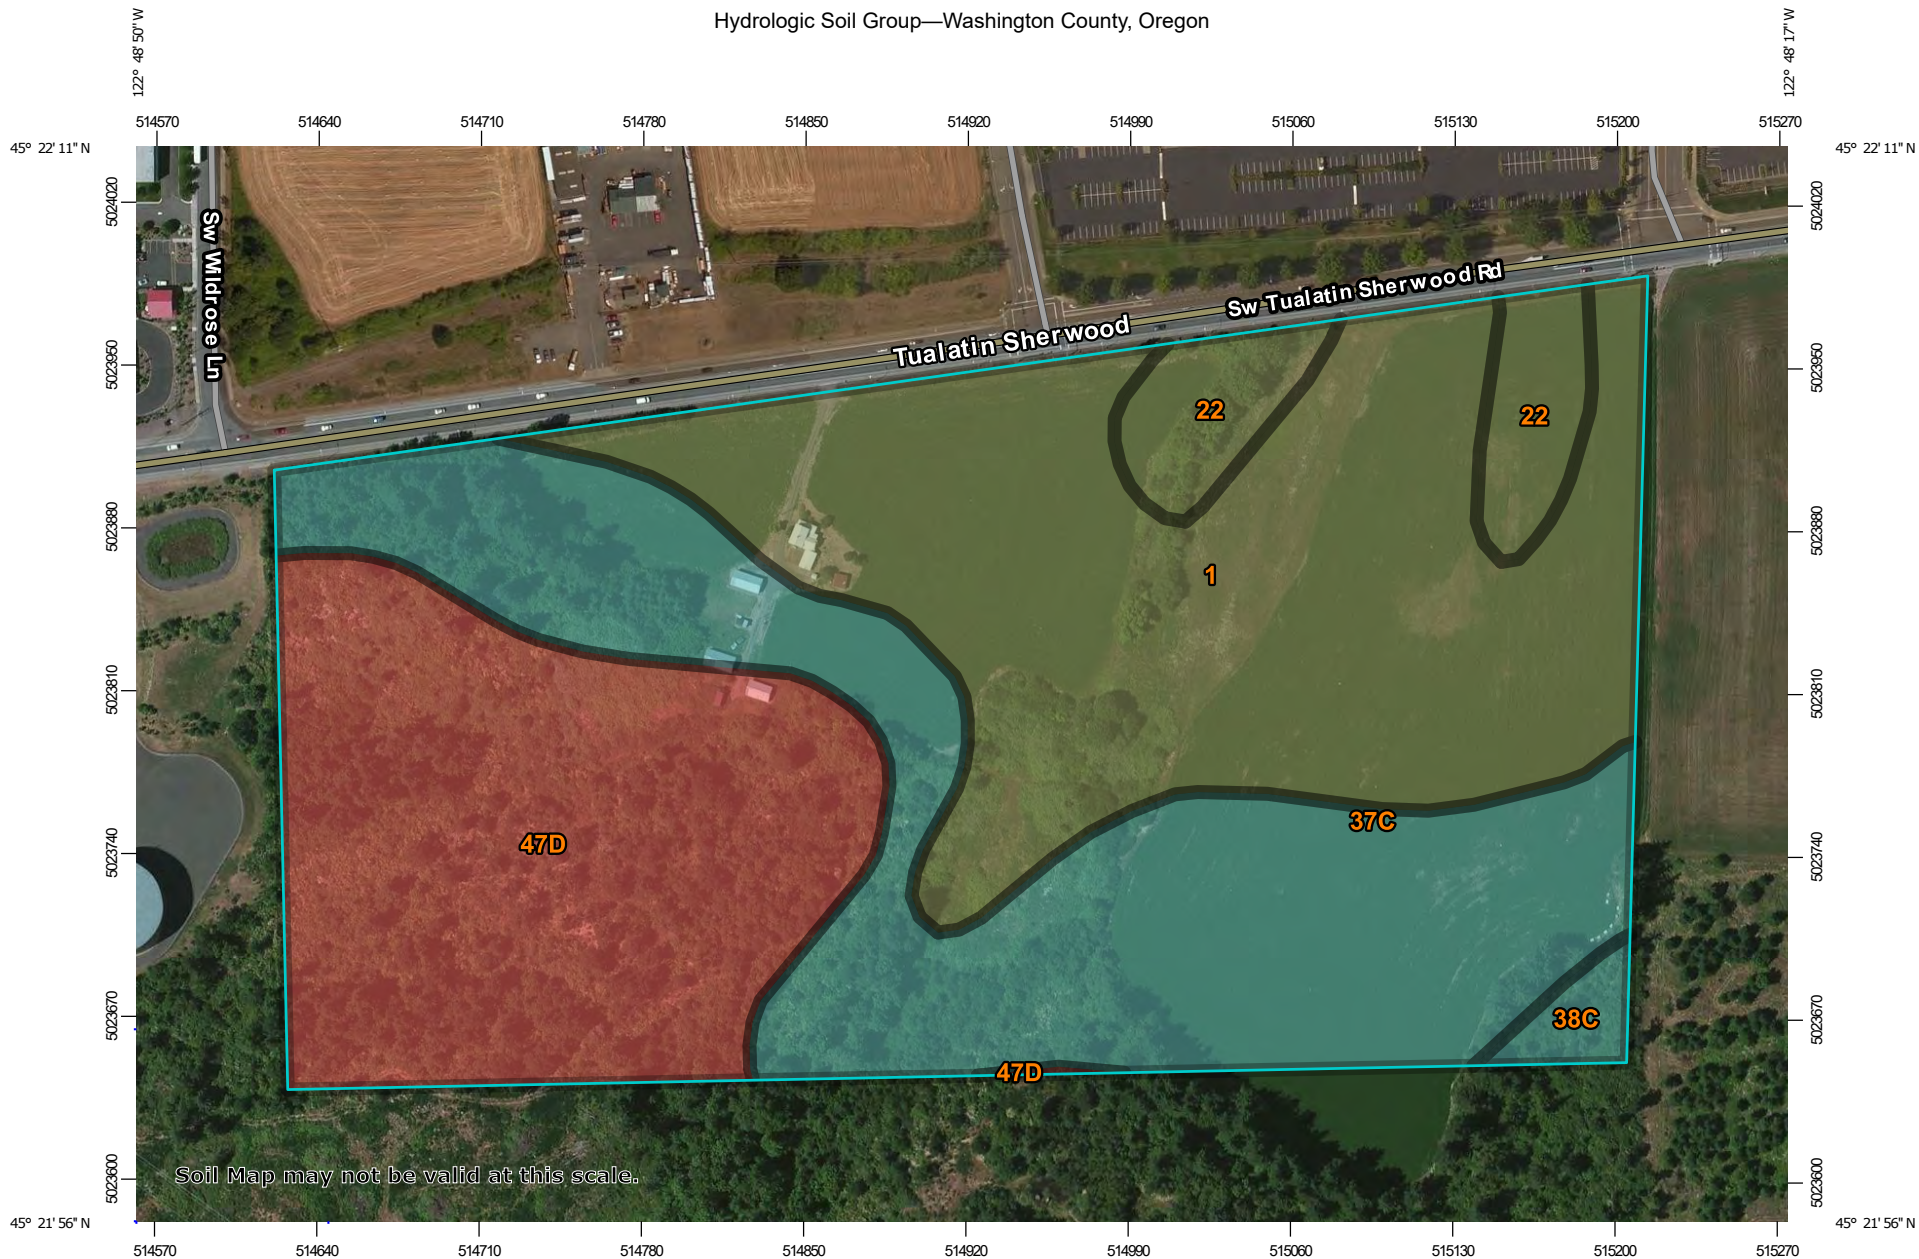 Hydrologic Soil Group—Washington County, Oregon
122° 48' 50'' W
122° 48' 17'' W
514570 514640 514710 514780 514850 514920 514990 515060 515130 515200 515270
45° 22' 11'' N
45° 22' 11'' N
5024020
5024020
Sw Wildrose Ln
Sw Tualatin Sherwood Rd
Tualatin Sherwood
5023950
5023950
22
22
5023880
5023880
1
5023810
5023810
37C
47D
5023740
5023740
38C
5023670
5023670
47D
Soil Map may not be valid at this scale.
5023600
5023600
45° 21' 56'' N
45° 21' 56'' N
514570 514640 514710 514780 514850 514920 514990 515060 515130 515200 515270